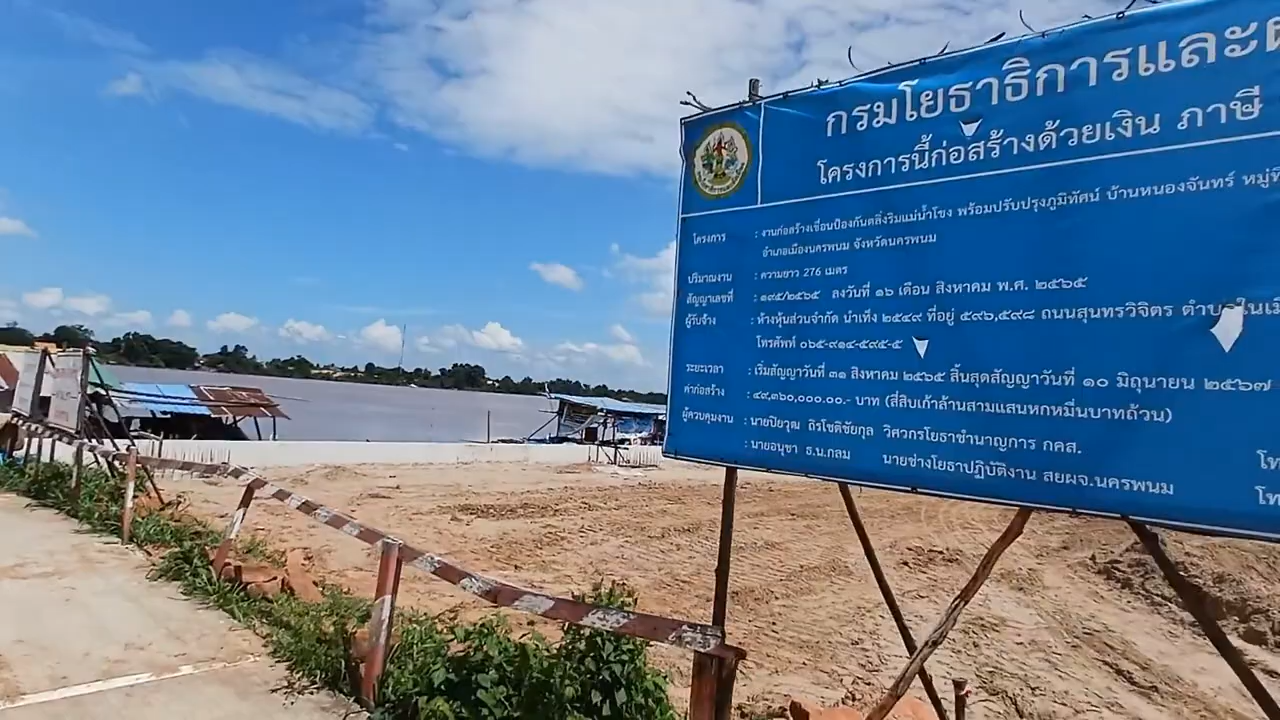 กรมโยธาธิการและ
โครงการนี้ก่อสร้างด้วยเงิน ภาษี
โครงการ : งานก่อสร้างเขื่อนป้องกันตลิ่งริมแม่น้ำโขง พร้อมปรับปรุงภูมิทัศน์ บ้านหนองจันทร์ หมู่ที่
อำเภอเมืองนครพนม จังหวัดนครพนม
ปริมาณงาน : ความยาว 276 เมตร
สัญญาเลขที่ : ๑๙๕/๒๕๖๕ ลงวันที่ ๑๖ เดือน สิงหาคม พ.ศ. ๒๕๖๕
ผู้รับจ้าง : ห้างหุ้นส่วนจำกัด นำเท็ง ๒๕๔๙ ที่อยู่ ๕๙๖,๕๙๘ ถนนสุนทรวิจิตร ตำบลในเมื
โทรศัพท์ ๐๖๕-๙๑๔-๕๙๕-๕
ระยะเวลา : เริ่มสัญญาวันที่ ๓๑ สิงหาคม ๒๕๖๕ สิ้นสุดสัญญาวันที่ ๑๐ มิถุนายน ๒๕๖๗
ค่าก่อสร้าง : ๔๙,๓๖๐,๐๐๐.๐๐.- บาท (สี่สิบเก้าล้านสามแสนหกหมื่นบาทถ้วน)
ผู้ควบคุมงาน : นายปิยวุฒ ถิรโชติชัยกุล วิศวกรโยธาชำนาญการ กคส. โท
: นายอนุชา ธ.น.กลม นายช่างโยธาปฏิบัติงาน สยผจ.นครพนม โท